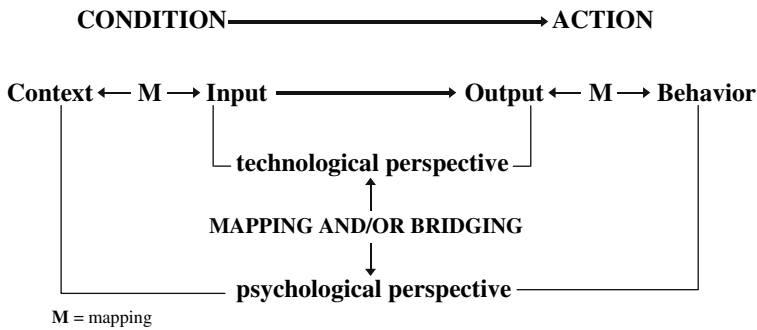 CONDITION ACTION
Context M Input Output M Behavior
technological perspective
MAPPING AND/OR BRIDGING
psychological perspective
M = mapping